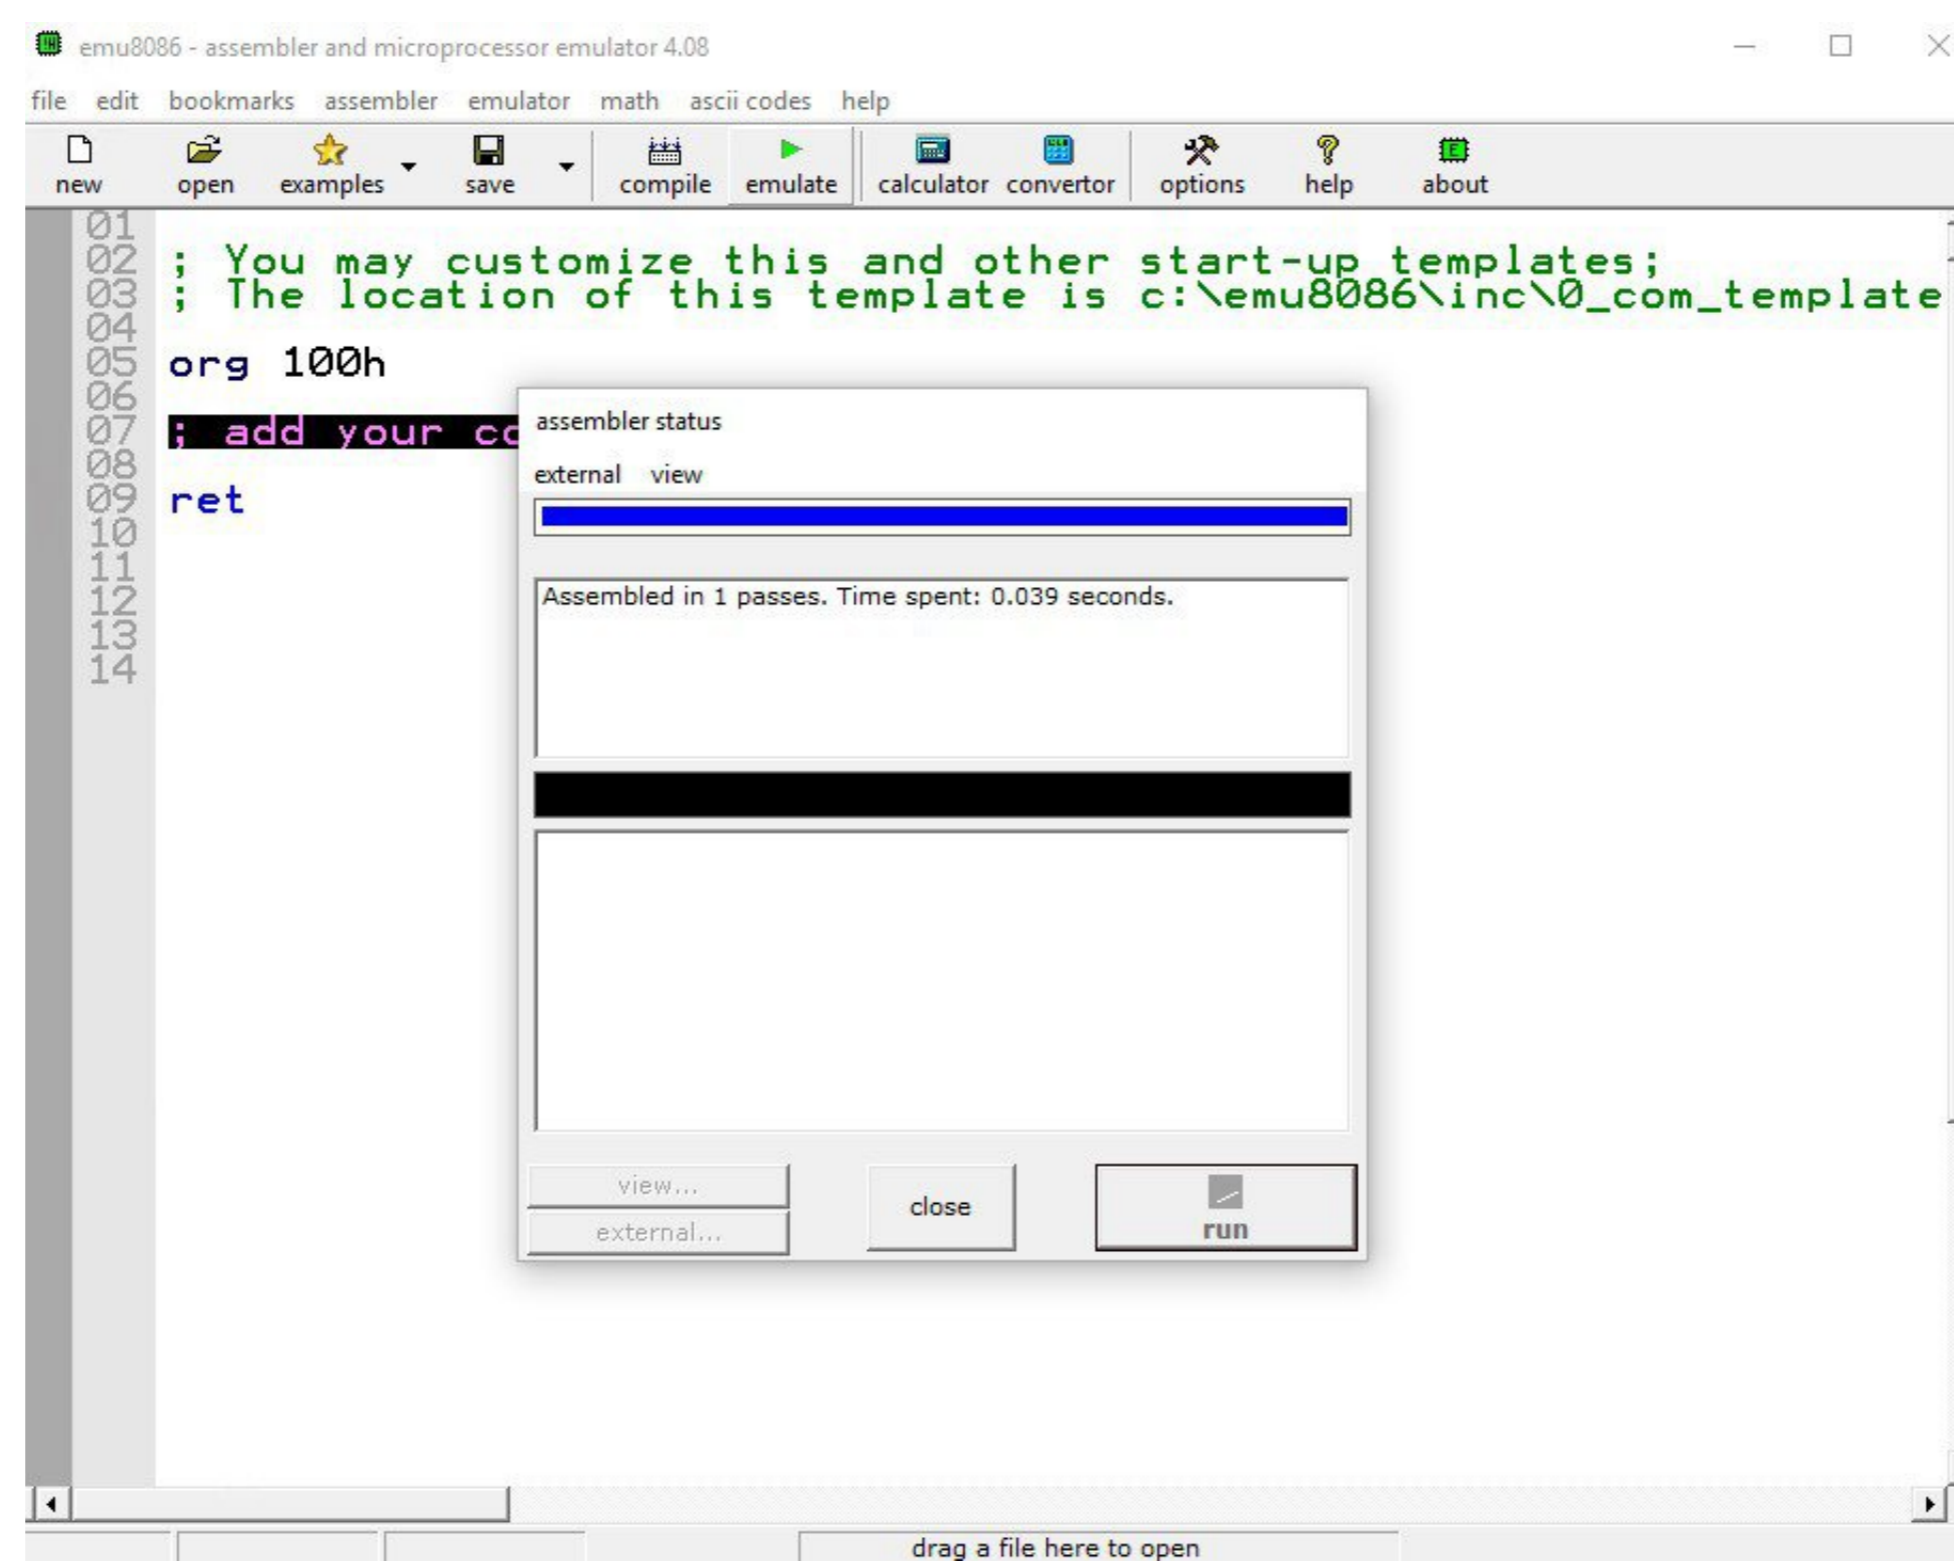 emu8086 - assembler and microprocessor emulator 4.08
file edit bookmarks assembler emulator math ascii codes help
new open examples save compile emulate calculator convertor options help about
01
02 ; You may customize this and other start-up templates;
03 ; The location of this template is c:\emu8086\inc\0_com_template
04
05 org 100h
06
07 ; add your co
08
09 ret
10
11
12
13
14
assembler status
external view
Assembled in 1 passes. Time spent: 0.039 seconds.
view...
external...
close
run
drag a file here to open